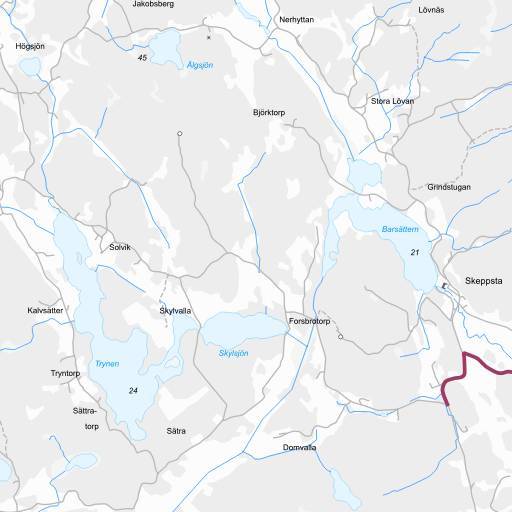 Jakobsberg
Lövnäs
Nerhyttan
Högsjön
45
Älgsjön
Stora Lövan
Björktorp
Grindstugan
Barsättern
Solvik
21
Skeppsta
Kalvsätter
Skylvalla
Forsbrotorp
Skylsjön
Trynen
Tryntorp
24
Sättra-
torp
Sätra
Domvalla